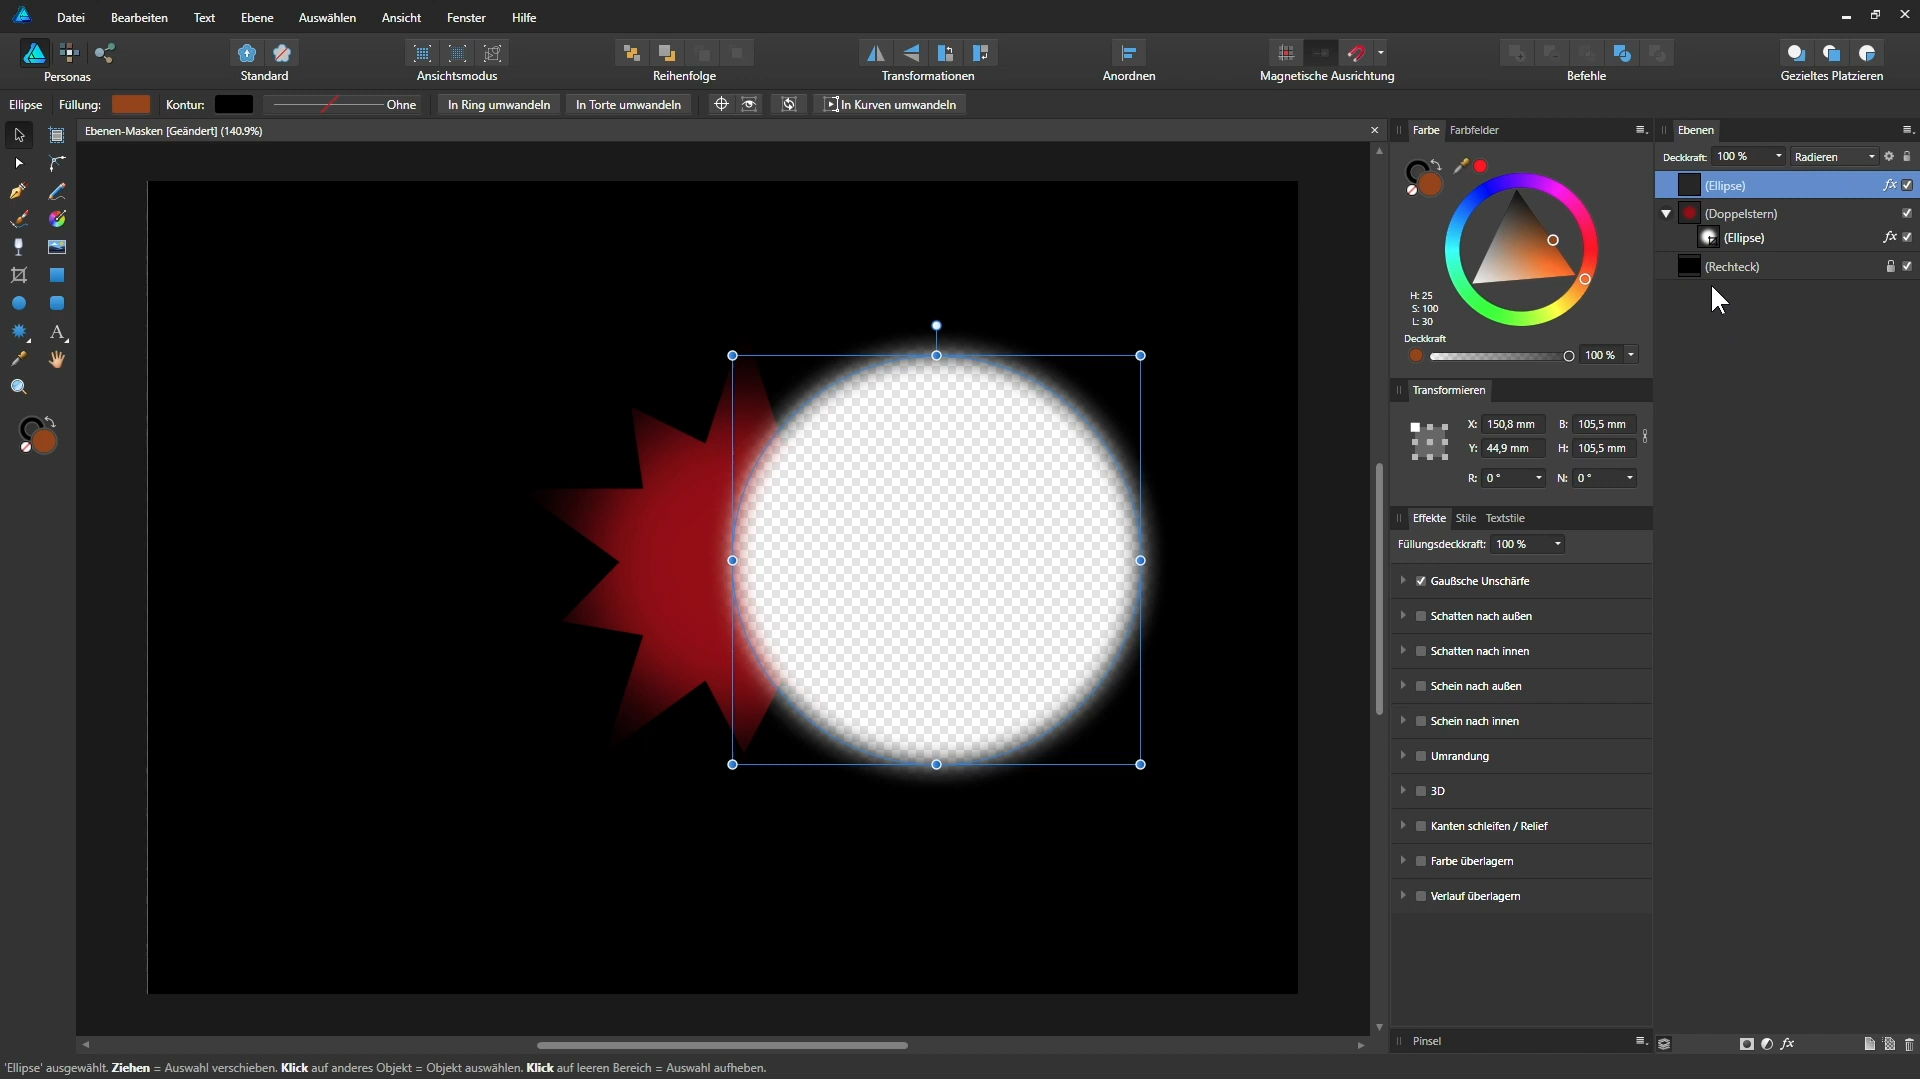 Datei Bearbeiten Text Ebene Auswählen Ansicht Fenster Hilfe
Personas Standard Ansichtsmodus Reihenfolge Transformationen Anordnen Magnetische Ausrichtung Befehle Gezieltes Platzieren
Ellipse Füllung: Kontur: Ohne In Ring umwandeln In Torte umwandeln In Kurven umwandeln
Ebenen-Masken [Geändert] (140.9%)
Farbe Farbfelder
H: 25
S: 100
L: 30
Deckkraft
100 %
Transformieren
X: 150,8 mm B: 105,5 mm
Y: 44,9 mm H: 105,5 mm
R: 0° N: 0°
Effekte Stile Textstile
Füllungsdeckkraft: 100 %
Gaußsche Unschärfe
Schatten nach außen
Schatten nach innen
Schein nach außen
Schein nach innen
Umrandung
3D
Kanten schleifen / Relief
Farbe überlagern
Verlauf überlagern
Pinsel
Ebenen
Deckkraft: 100 % Radieren
(Ellipse) fx
(Doppelstern)
(Ellipse) fx
(Rechteck)
fx
'Ellipse' ausgewählt. Ziehen = Auswahl verschieben. Klick auf anderes Objekt = Objekt auswählen. Klick auf leeren Bereich = Auswahl aufheben.